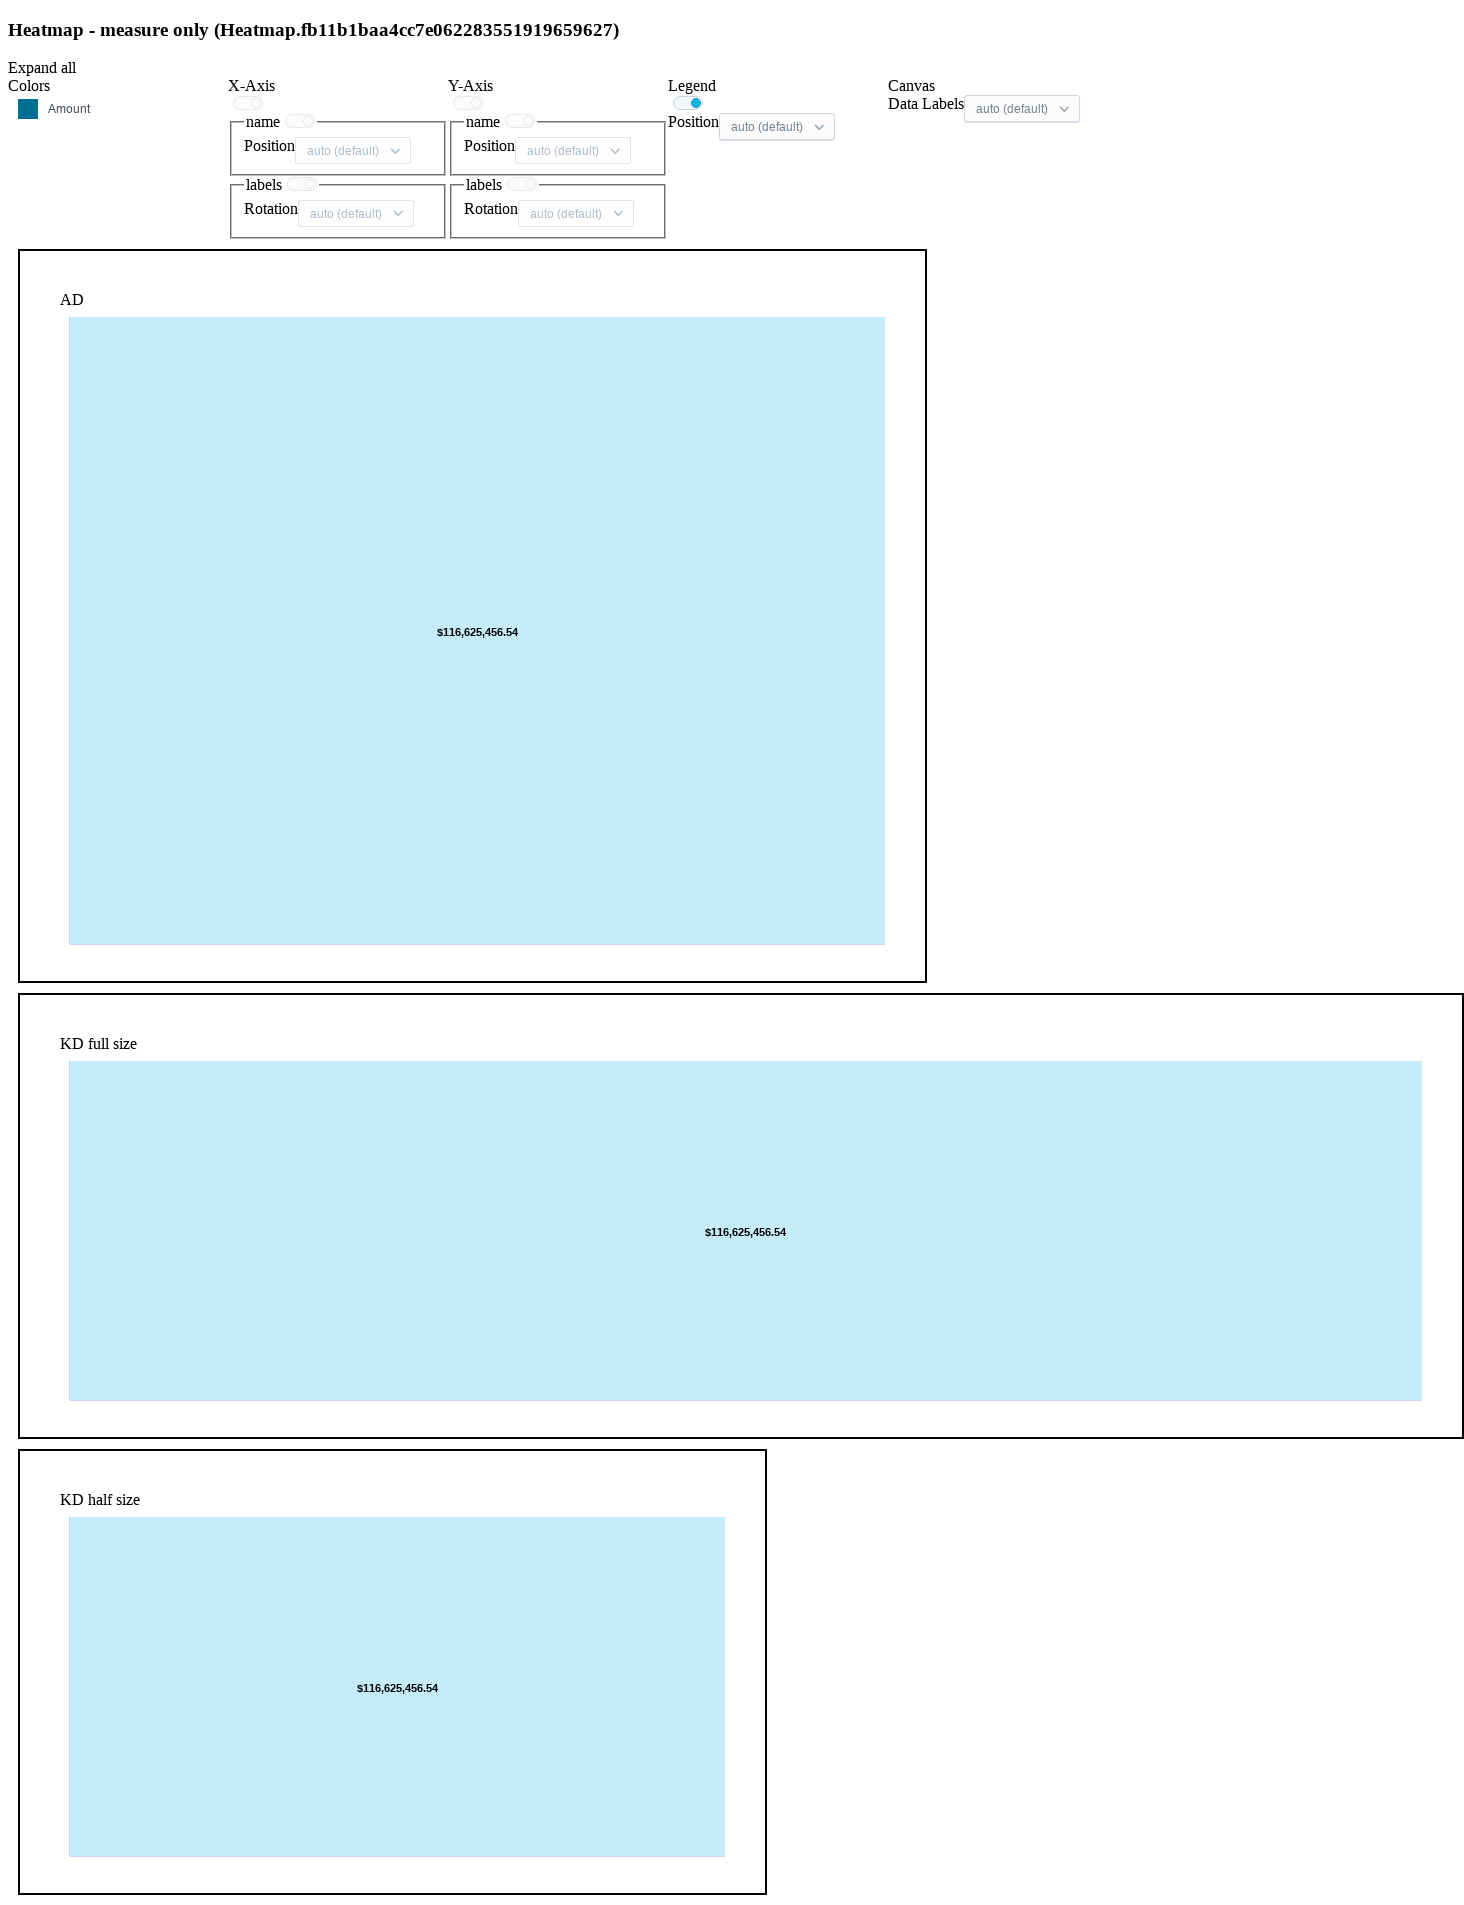 Heatmap - measure only (Heatmap.fb11b1baa4cc7e062283551919659627)
Expand all
Colors
Amount
X-Axis
name
Position auto (default)
labels
Rotation auto (default)
Y-Axis
name
Position auto (default)
labels
Rotation auto (default)
Legend
Position auto (default)
Canvas
Data Labels auto (default)
AD
$116,625,456.54
KD full size
$116,625,456.54
KD half size
$116,625,456.54